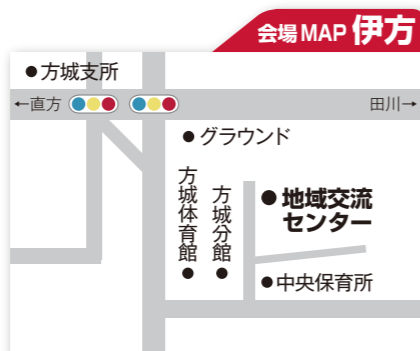 会場MAP 伊方
●方城支所
←直方
田川→
●グラウンド
方城体育館●
方城分館●
●地域交流
センター
●中央保育所